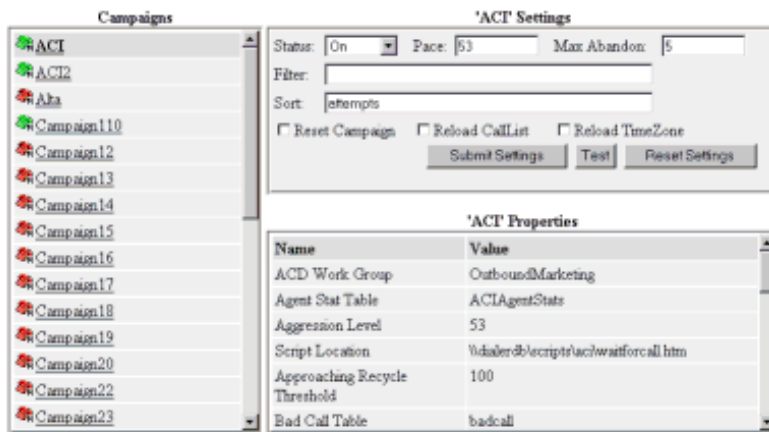 Campaigns
ACI
ACI2
Alta
Campaign110
Campaign12
Campaign13
Campaign14
Campaign15
Campaign16
Campaign17
Campaign18
Campaign19
Campaign20
Campaign22
Campaign23
'ACI' Settings
Status: On Pace: 53 Max Abandon: 5
Filter:
Sort: attempts
Reset Campaign Reload CallList Reload TimeZone
Submit Settings Test Reset Settings
'ACI' Properties
Name Value
ACD Work Group OutboundMarketing
Agent Stat Table ACIAgentStats
Aggression Level 53
Script Location \\dialerdb\scripts\aci\waitforcall.htm
Approaching Recycle 100
Threshold
Bad Call Table badcall